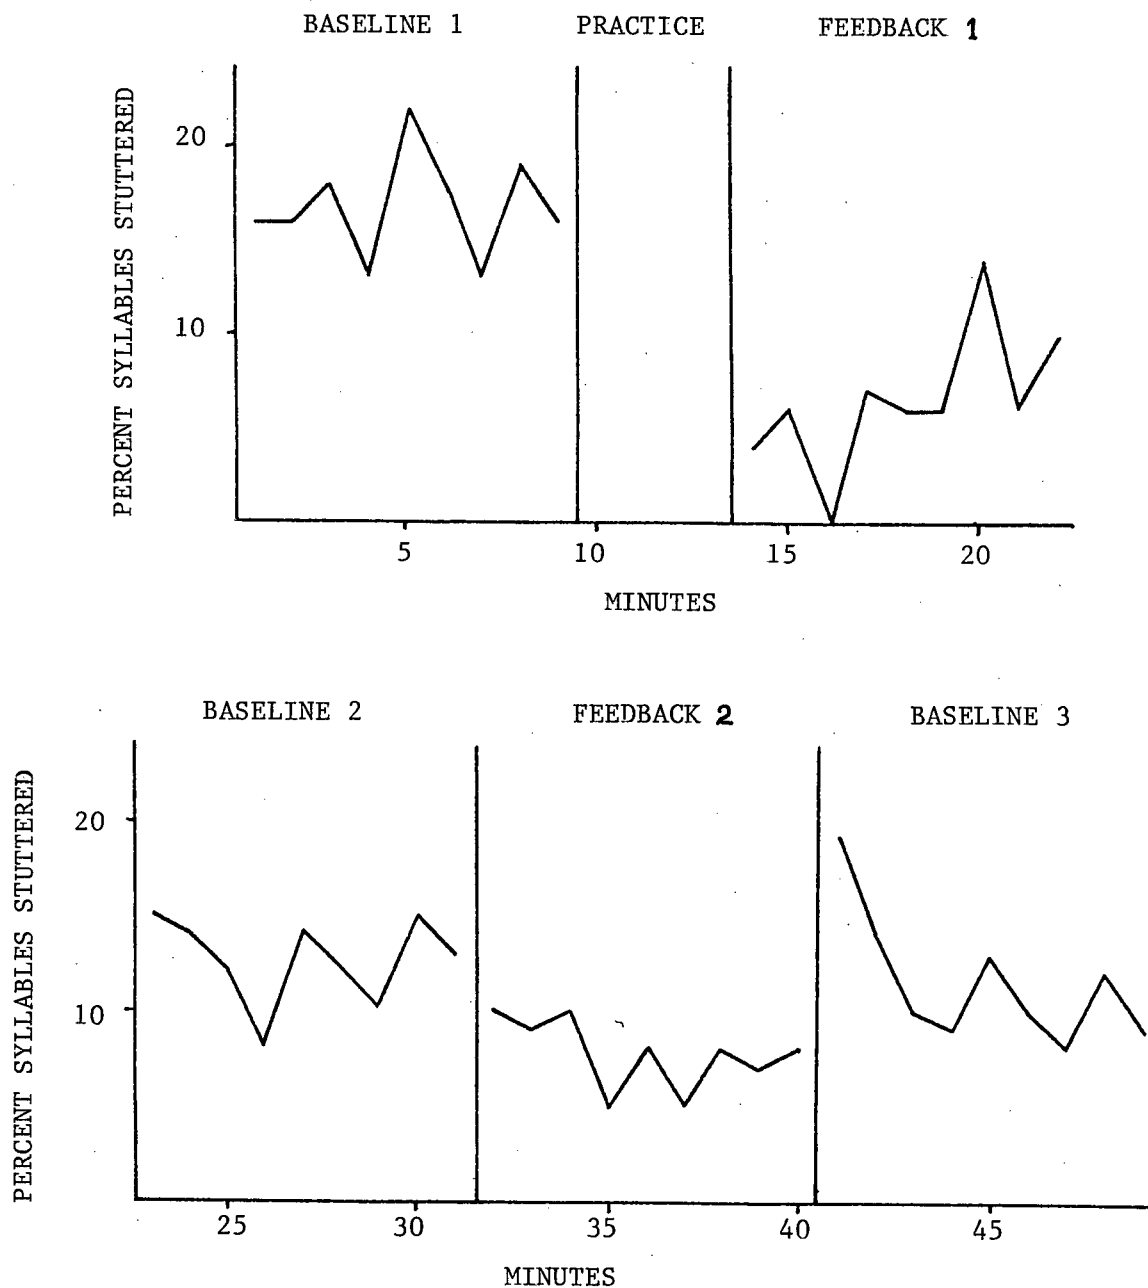 BASELINE 1 PRACTICE FEEDBACK 1
PERCENT SYLLABLES STUTTERED
20
10
5 10 15 20
MINUTES
BASELINE 2 FEEDBACK 2 BASELINE 3
PERCENT SYLLABLES STUTTERED
20
10
25 30 35 40 45
MINUTES